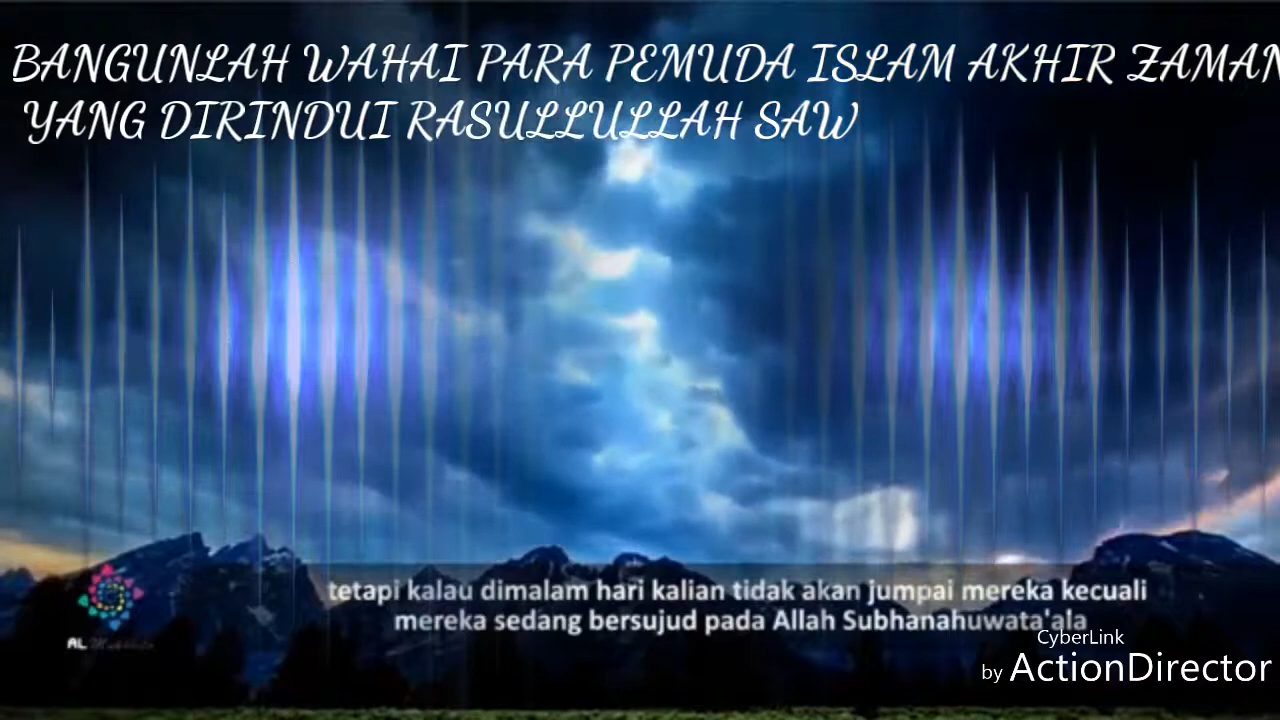 BANGUNLAH WAHAI PARA PEMUDA ISLAM AKHIR ZAMAN
YANG DIRINDUI RASULLULLAH SAW
tetapi kalau dimalam hari kalian tidak akan jumpai mereka kecuali
mereka sedang bersujud pada Allah Subhanahuwata'ala
AL
CyberLink
by ActionDirector